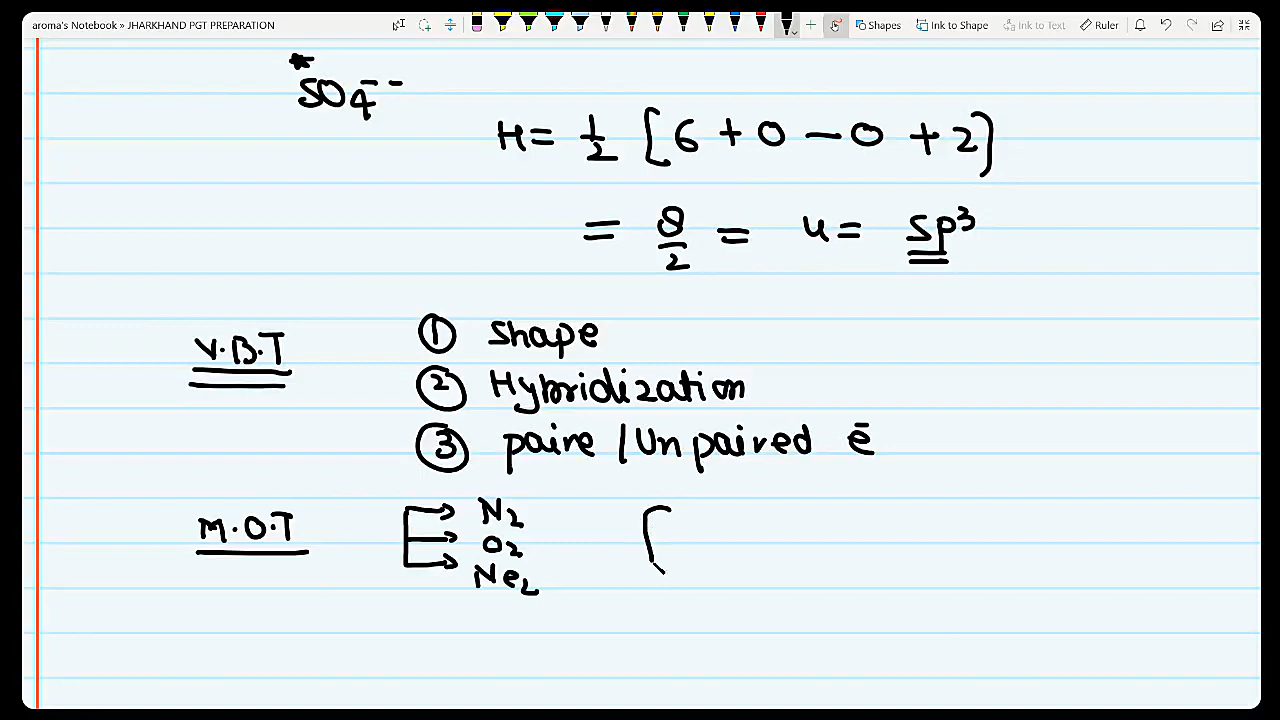 aroma's Notebook » JHARKHAND PGT PREPARATION
Shapes
Ink to Shape
Ink to Text
Ruler
*
SO₄⁻⁻
H = 1/2 [6 + 0 − 0 + 2]
= 8/2 = 4 = sp³
V.B.T
① shape
② Hybridization
③ paire / Unpaired ē
M.O.T
N₂
O₂
Ne₂